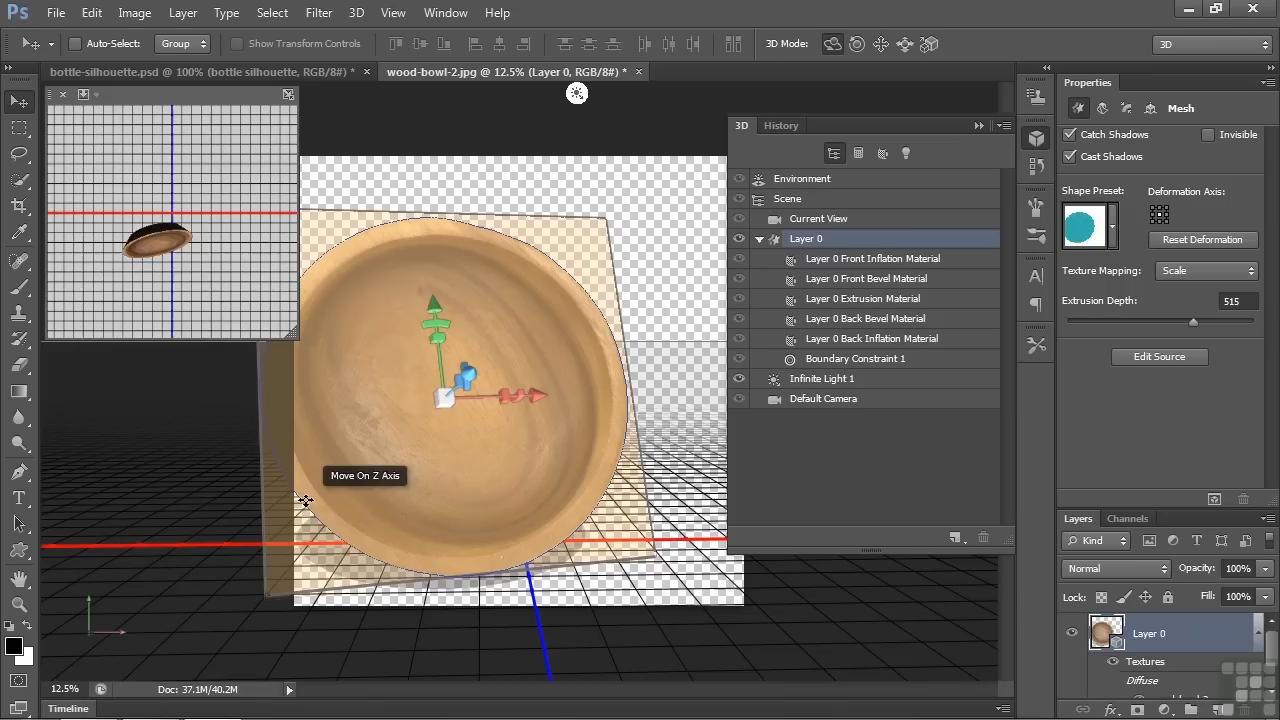 Ps File Edit Image Layer Type Select Filter 3D View Window Help
Auto-Select: Group Show Transform Controls 3D Mode: 3D
bottle-silhouette.psd @ 100% (bottle silhouette, RGB/8#) * × wood-bowl-2.jpg @ 12.5% (Layer 0, RGB/8#) * ×
3D History
Environment
Scene
Current View
Layer 0
Layer 0 Front Inflation Material
Layer 0 Front Bevel Material
Layer 0 Extrusion Material
Layer 0 Back Bevel Material
Layer 0 Back Inflation Material
Boundary Constraint 1
Infinite Light 1
Default Camera
Move On Z Axis
Properties
Mesh
Catch Shadows Invisible
Cast Shadows
Shape Preset: Deformation Axis:
Reset Deformation
Texture Mapping: Scale
Extrusion Depth: 515
Edit Source
Layers Channels
Kind
Normal Opacity: 100%
Lock: Fill: 100%
Layer 0
Textures
Diffuse
12.5% Doc: 37.1M/40.2M
Timeline